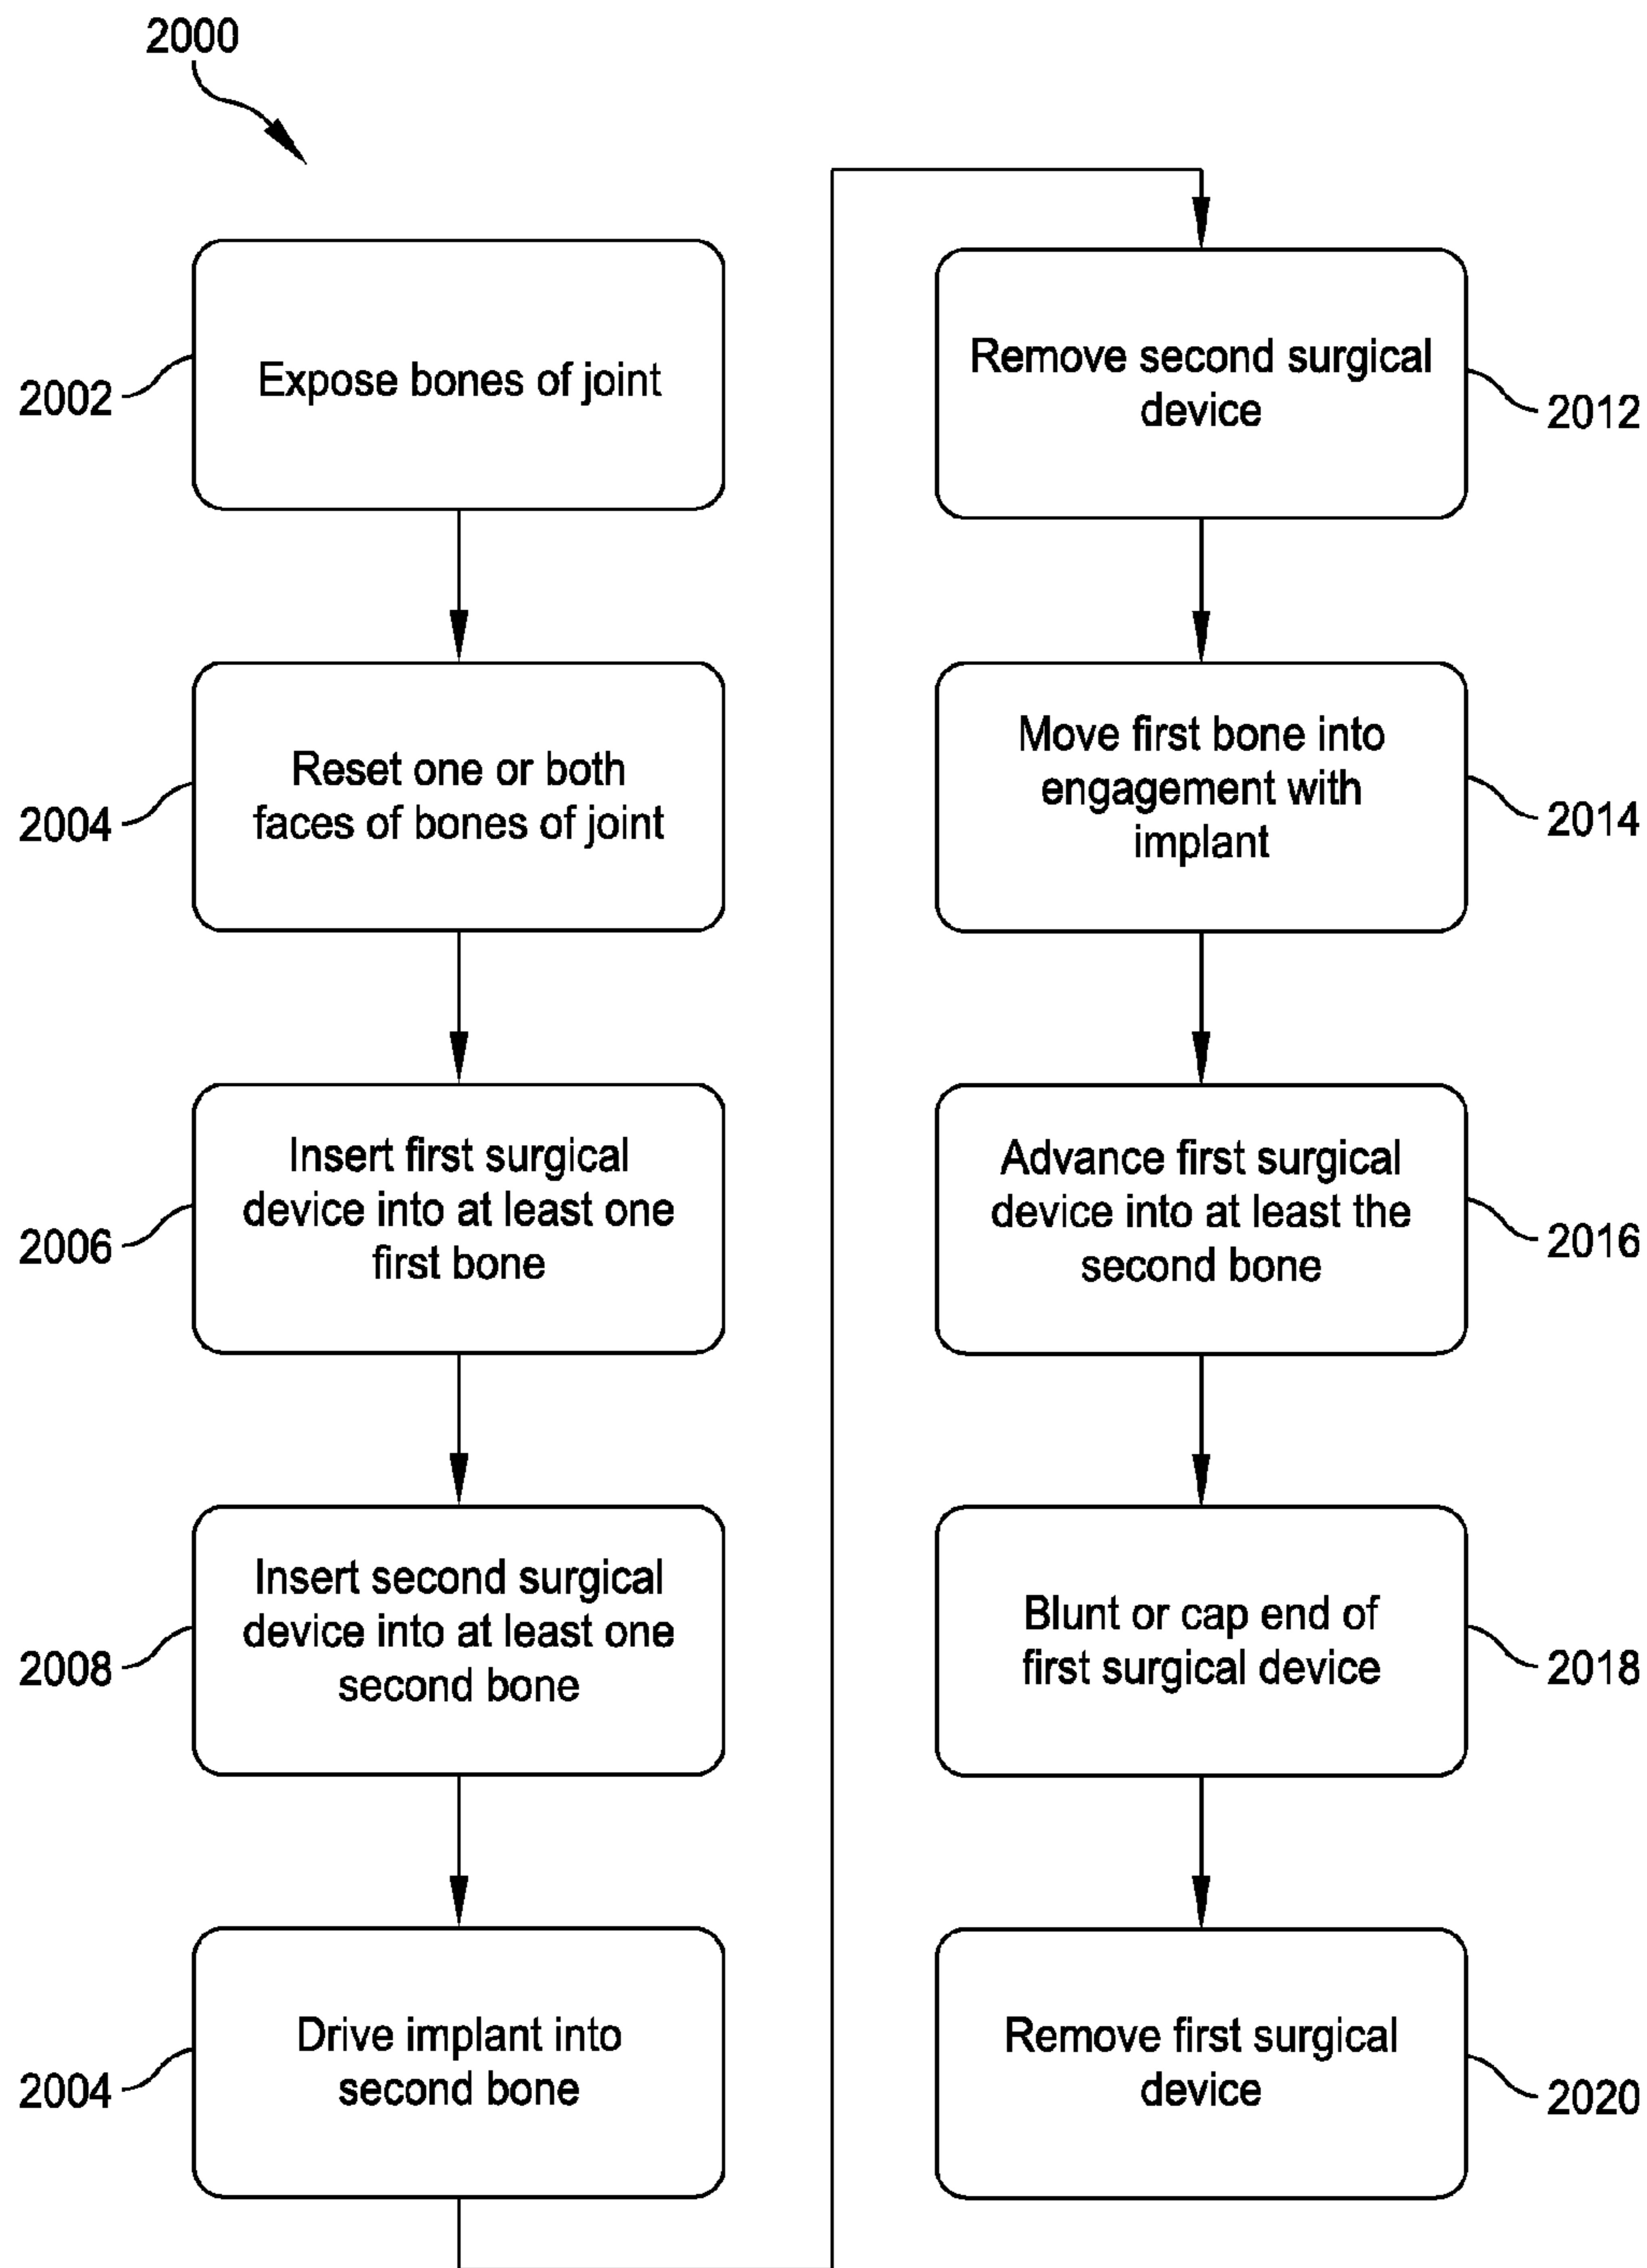 2000
2002
Expose bones of joint
2004
Reset one or both
faces of bones of joint
2006
Insert first surgical
device into at least one
first bone
2008
Insert second surgical
device into at least one
second bone
2004
Drive implant into
second bone
Remove second surgical
device
2012
Move first bone into
engagement with
implant
2014
Advance first surgical
device into at least the
second bone
2016
Blunt or cap end of
first surgical device
2018
Remove first surgical
device
2020